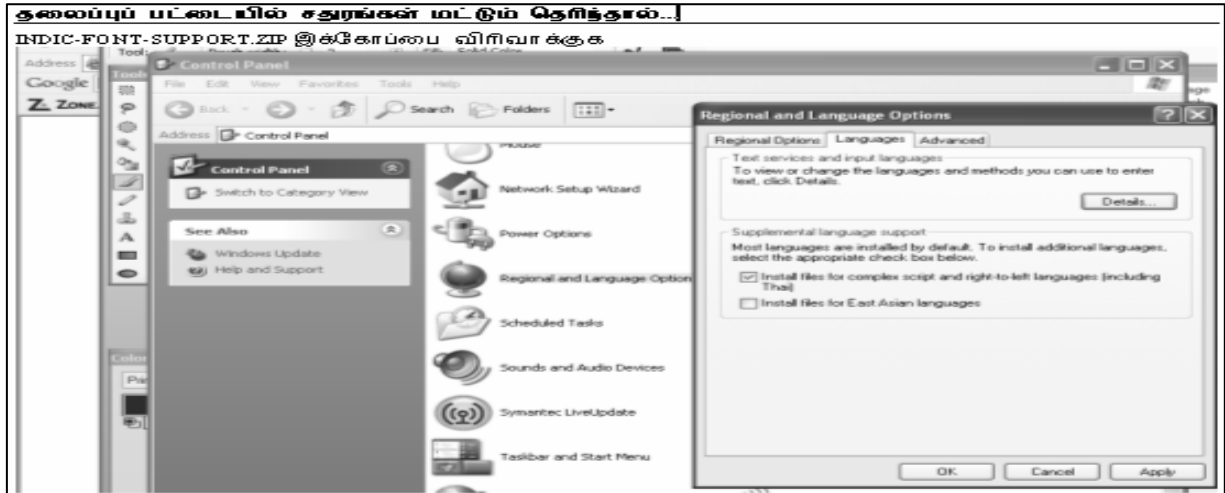 தலைப்புப் பட்டையில் சதுரங்கள் மட்டும் தெரிந்தால்...
INDIC-FONT-SUPPORT.ZIP இக்கோப்பை விரிவாக்குக
Address
Google
Z ZONE
Tools
Color
Control Panel
File Edit View Favorites Tools Help
Back Search Folders
Address Control Panel
Control Panel
Switch to Category View
See Also
Windows Update
Help and Support
Mouse
Network Setup Wizard
Power Options
Regional and Language Option
Scheduled Tasks
Sounds and Audio Devices
Symantec LiveUpdate
Taskbar and Start Menu
Regional and Language Options
Regional Options Languages Advanced
Text services and input languages
To view or change the languages and methods you can use to enter
text, click Details.
Details...
Supplemental language support
Most languages are installed by default. To install additional languages,
select the appropriate check box below.
Install files for complex script and right-to-left languages (including
Thai)
Install files for East Asian languages
OK Cancel Apply